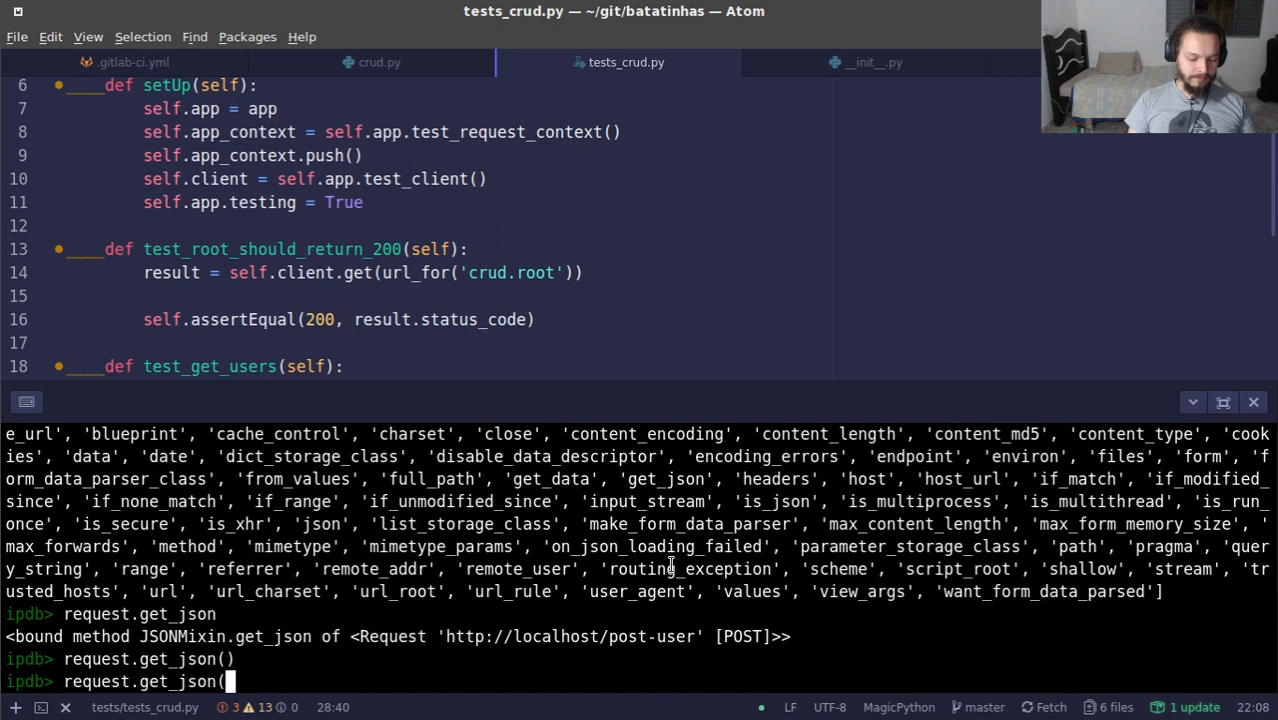 tests_crud.py — ~/git/batatinhas — Atom
File Edit View Selection Find Packages Help
.gitlab-ci.yml crud.py tests_crud.py __init__.py
6 def setUp(self):
7 self.app = app
8 self.app_context = self.app.test_request_context()
9 self.app_context.push()
10 self.client = self.app.test_client()
11 self.app.testing = True
12
13 def test_root_should_return_200(self):
14 result = self.client.get(url_for('crud.root'))
15
16 self.assertEqual(200, result.status_code)
17
18 def test_get_users(self):
e_url', 'blueprint', 'cache_control', 'charset', 'close', 'content_encoding', 'content_length', 'content_md5', 'content_type', 'cook
ies', 'data', 'date', 'dict_storage_class', 'disable_data_descriptor', 'encoding_errors', 'endpoint', 'environ', 'files', 'form', 'f
orm_data_parser_class', 'from_values', 'full_path', 'get_data', 'get_json', 'headers', 'host', 'host_url', 'if_match', 'if_modified_
since', 'if_none_match', 'if_range', 'if_unmodified_since', 'input_stream', 'is_json', 'is_multiprocess', 'is_multithread', 'is_run_
once', 'is_secure', 'is_xhr', 'json', 'list_storage_class', 'make_form_data_parser', 'max_content_length', 'max_form_memory_size', '
max_forwards', 'method', 'mimetype', 'mimetype_params', 'on_json_loading_failed', 'parameter_storage_class', 'path', 'pragma', 'quer
y_string', 'range', 'referrer', 'remote_addr', 'remote_user', 'routing_exception', 'scheme', 'script_root', 'shallow', 'stream', 'tr
usted_hosts', 'url', 'url_charset', 'url_root', 'url_rule', 'user_agent', 'values', 'view_args', 'want_form_data_parsed']
ipdb> request.get_json
<bound method JSONMixin.get_json of <Request 'http://localhost/post-user' [POST]>>
ipdb> request.get_json()
ipdb> request.get_json(
tests/tests_crud.py 3 13 0 28:40 LF UTF-8 MagicPython master Fetch 6 files 1 update 22:08